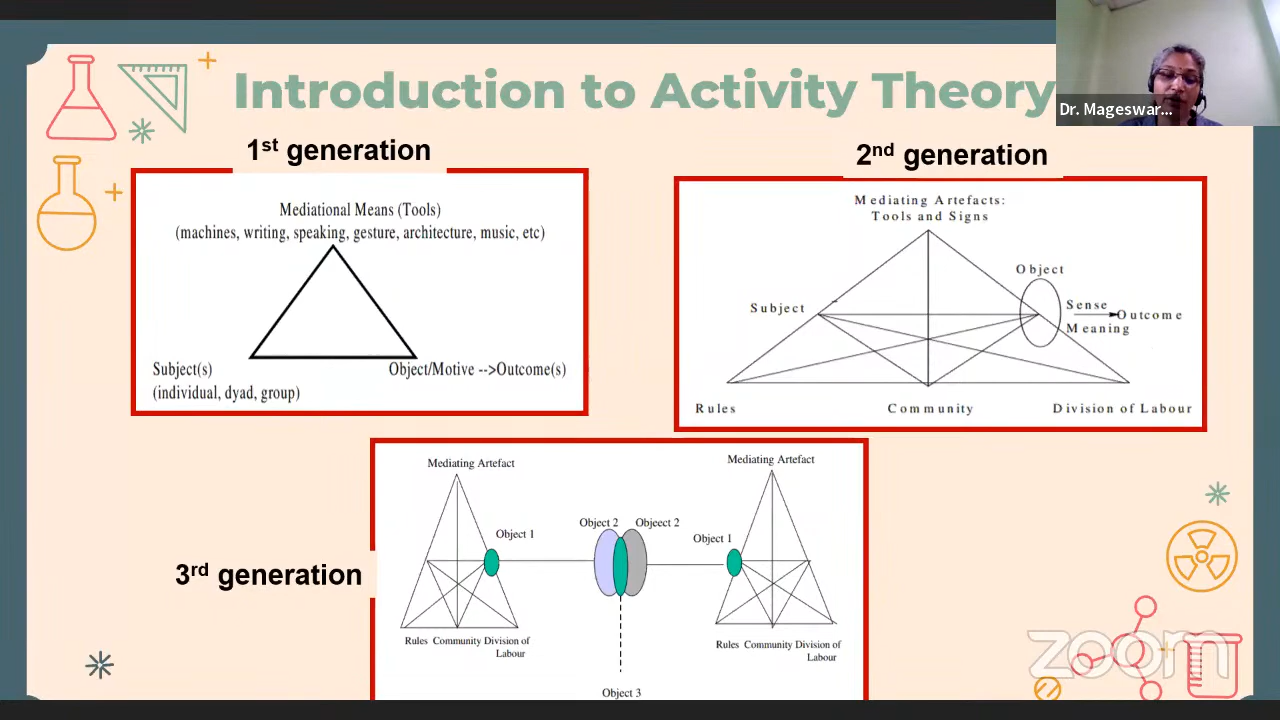 Introduction to Activity Theory
Dr. Mageswar...
1st generation
Mediational Means (Tools)
(machines, writing, speaking, gesture, architecture, music, etc)
Subject(s)
(individual, dyad, group)
Object/Motive -->Outcome(s)
2nd generation
Mediating Artefacts:
Tools and Signs
Object
Subject
Sense
Outcome
Meaning
Rules
Community
Division of Labour
3rd generation
Mediating Artefact
Object 1
Object 2
Rules Community Division of
Labour
Mediating Artefact
Objeect 2
Object 1
Rules Community Division of
Labour
Object 3
zoom